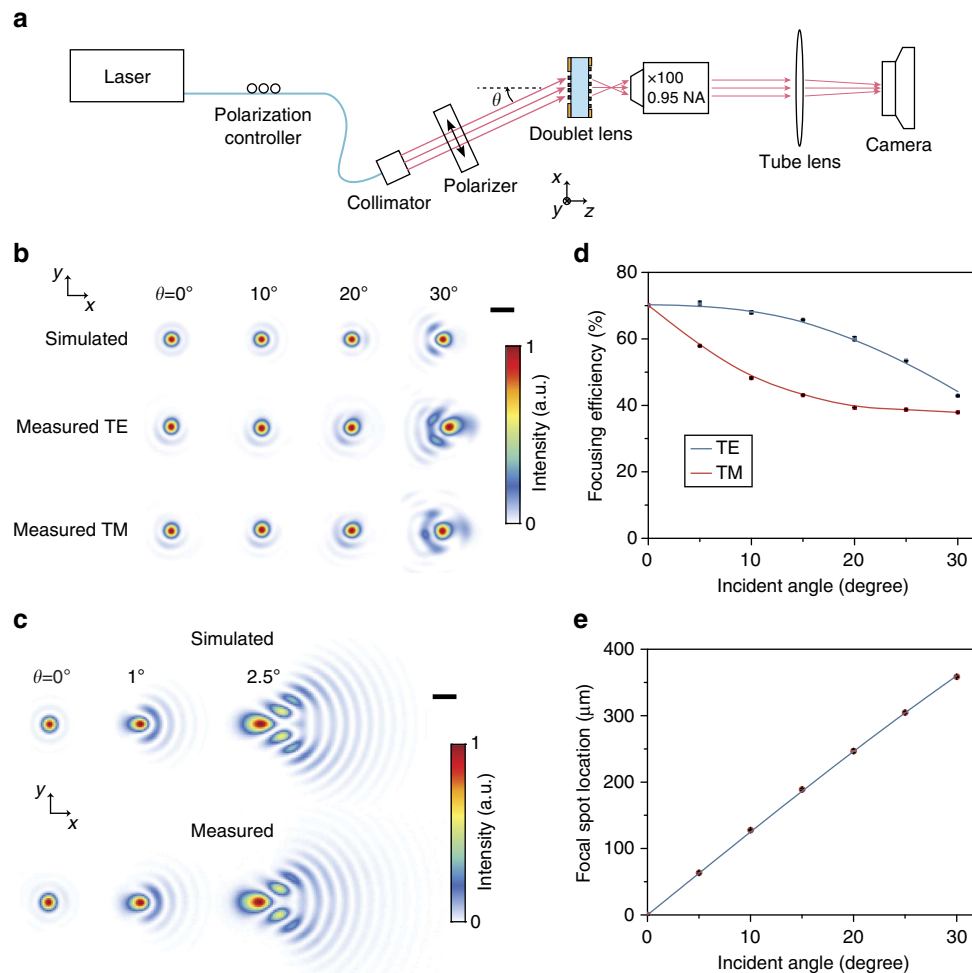 a
Laser
Polarization
controller
Collimator
Polarizer
θ
Doublet lens
×100
0.95 NA
Tube lens
Camera
x
y
z
b
y
x
θ=0°
10°
20°
30°
Simulated
Measured TE
Measured TM
1
Intensity (a.u.)
0
c
Simulated
θ=0°
1°
2.5°
y
x
Measured
1
Intensity (a.u.)
0
d
80
60
40
20
0
Focusing efficiency (%)
TE
TM
0
10
20
30
Incident angle (degree)
e
400
300
200
100
0
Focal spot location (μm)
0
10
20
30
Incident angle (degree)